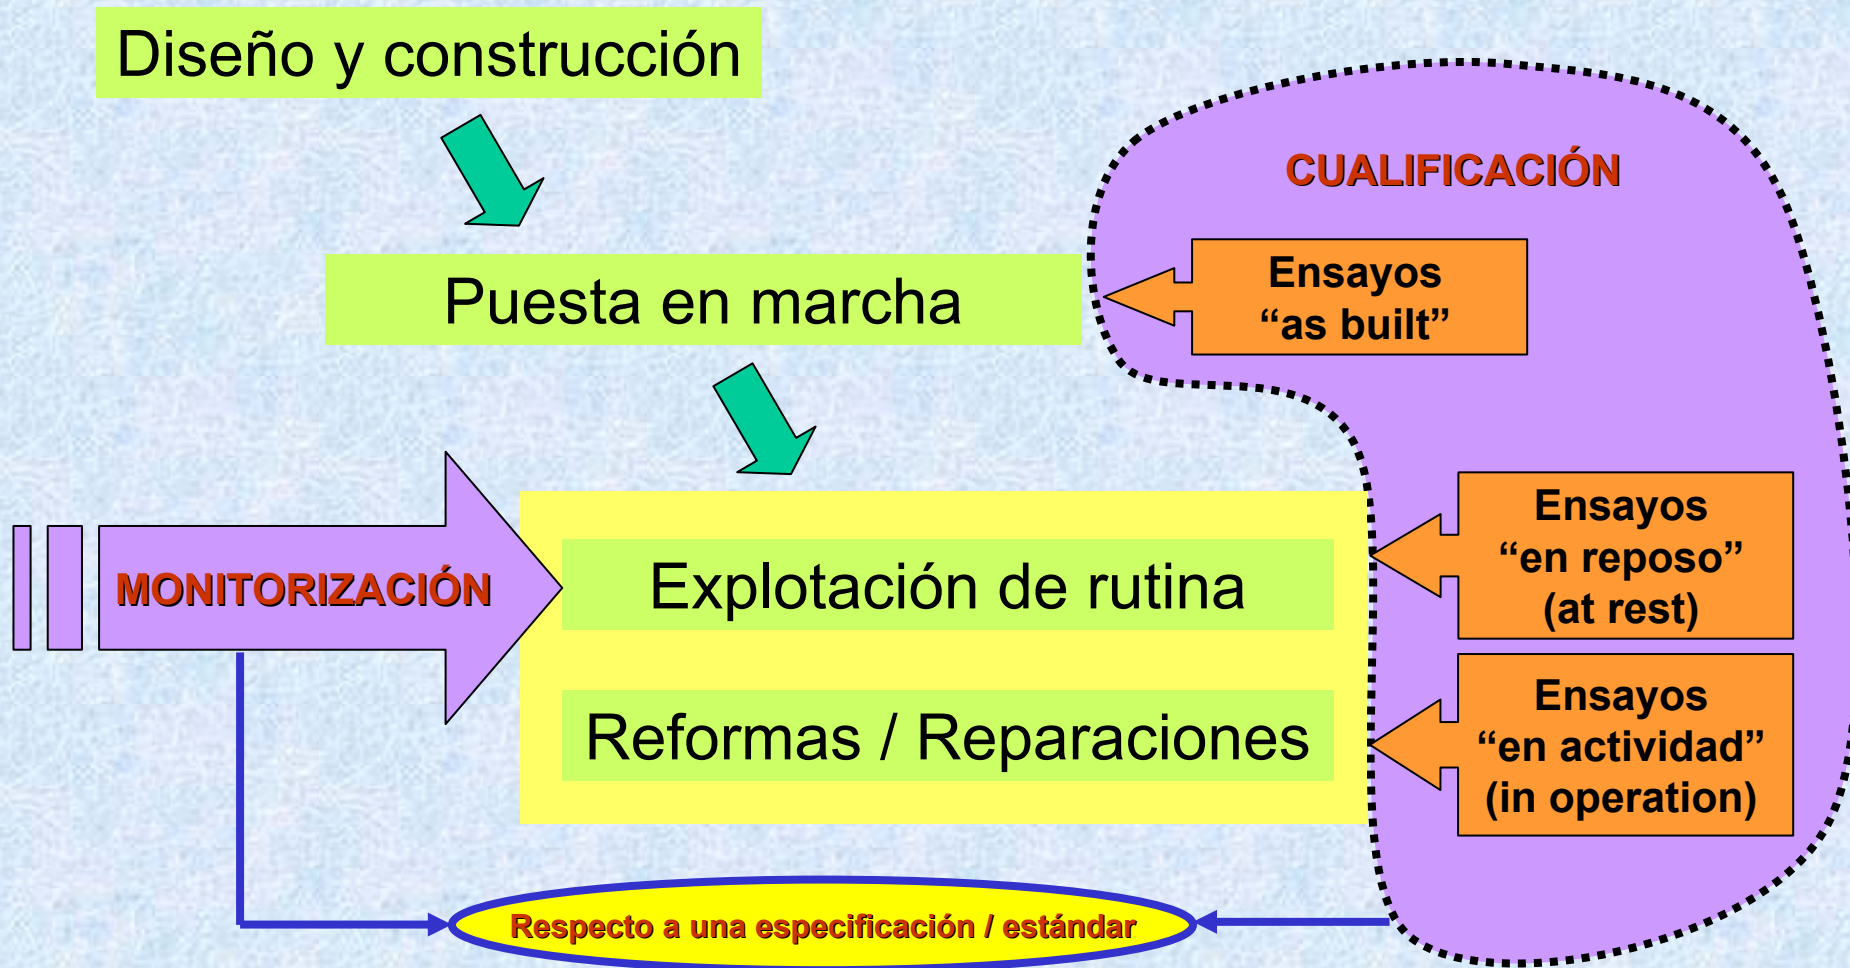 Diseño y construcción
CUALIFICACIÓN
Puesta en marcha
Ensayos
“as built”
MONITORIZACIÓN
Explotación de rutina
Ensayos
“en reposo”
(at rest)
Reformas / Reparaciones
Ensayos
“en actividad”
(in operation)
Respecto a una especificación / estándar